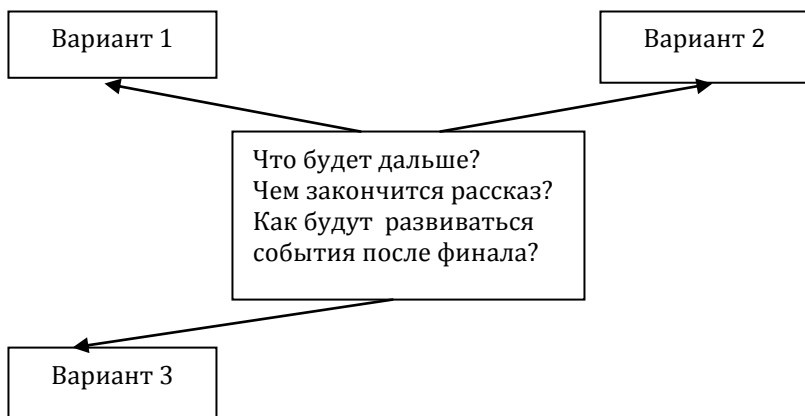 Вариант 1
Вариант 2
Что будет дальше?
Чем закончится рассказ?
Как будут  развиваться
события после финала?
Вариант 3